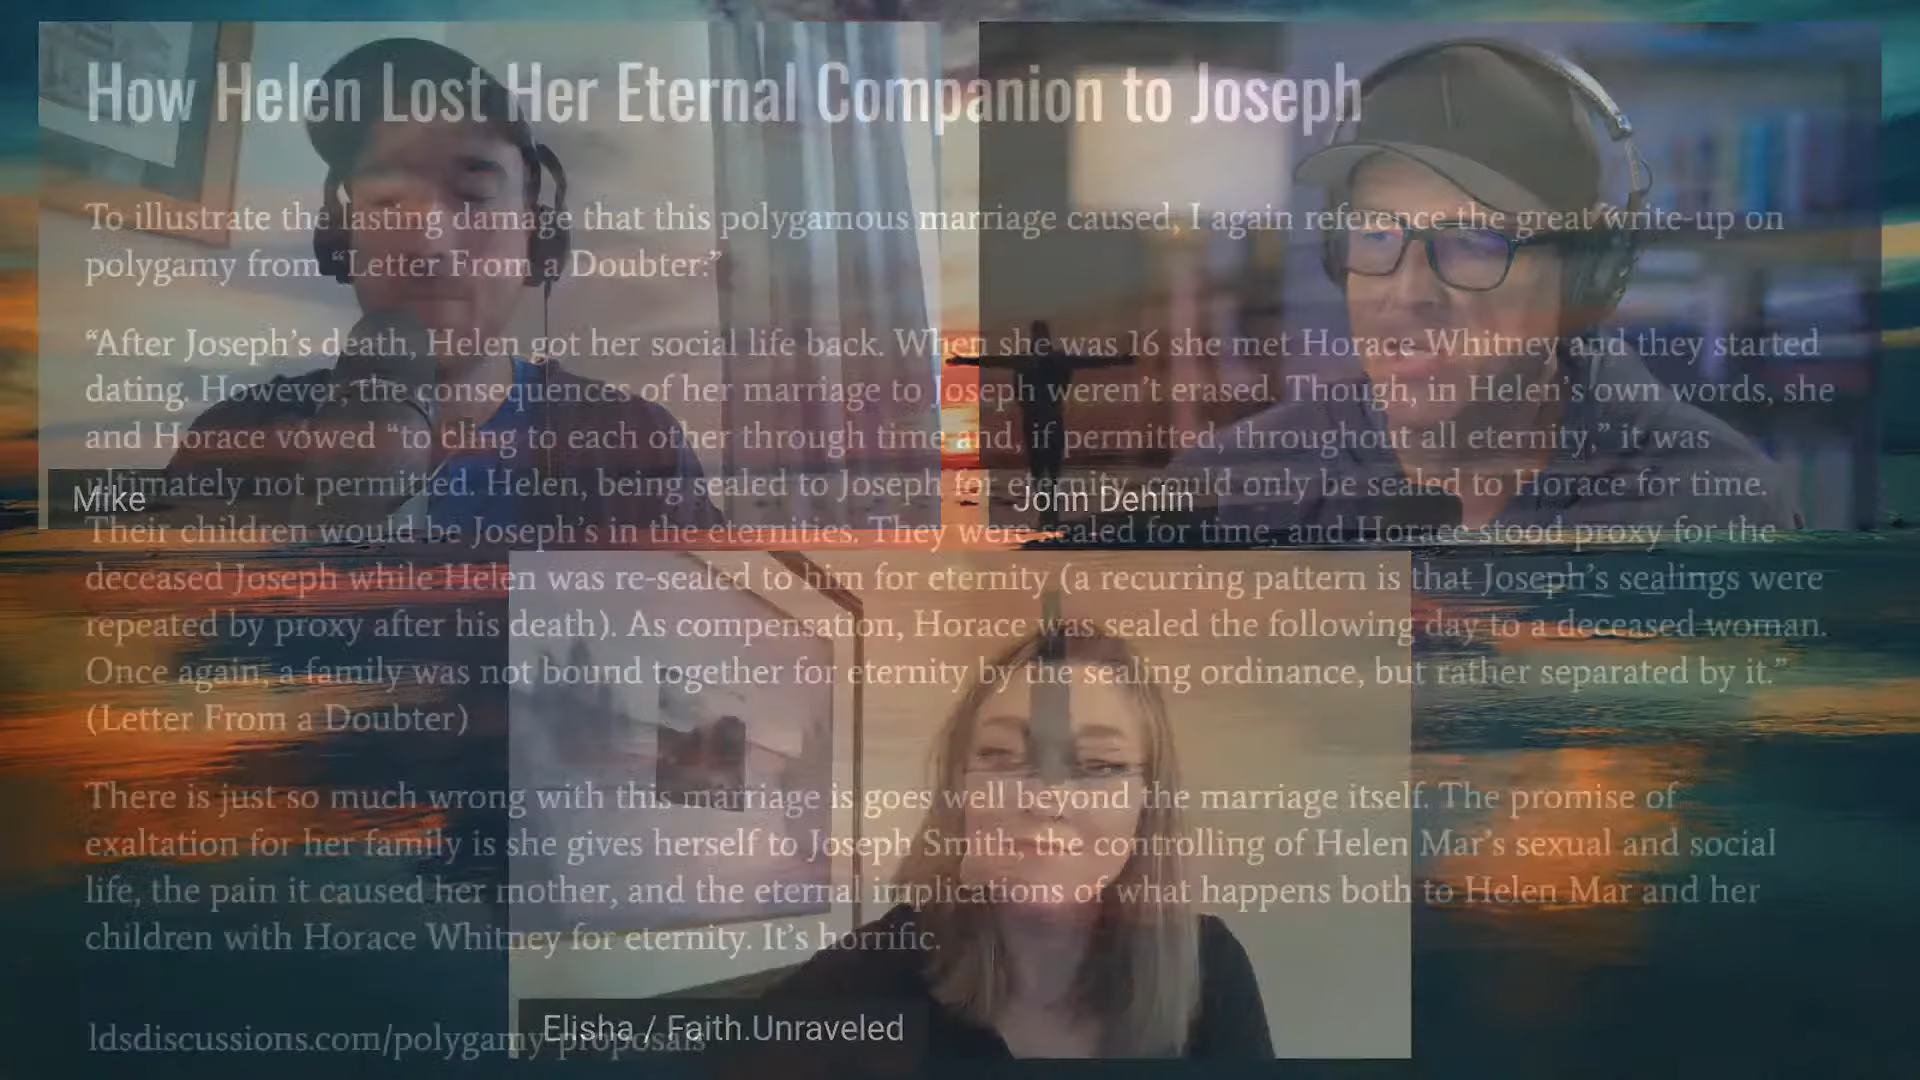 How Helen Lost Her Eternal Companion to Joseph
To illustrate the lasting damage that this polygamous marriage caused, I again reference the great write-up on
polygamy from “Letter From a Doubter:”
“After Joseph’s death, Helen got her social life back. When she was 16 she met Horace Whitney and they started
dating. However, the consequences of her marriage to Joseph weren’t erased. Though, in Helen’s own words, she
and Horace vowed “to cling to each other through time and, if permitted, throughout all eternity,” it was
ultimately not permitted. Helen, being sealed to Joseph for eternity, could only be sealed to Horace for time.
Mike
John Dehlin
Their children would be Joseph’s in the eternities. They were sealed for time, and Horace stood proxy for the
deceased Joseph while Helen was re-sealed to him for eternity (a recurring pattern is that Joseph’s sealings were
repeated by proxy after his death). As compensation, Horace was sealed the following day to a deceased woman.
Once again, a family was not bound together for eternity by the sealing ordinance, but rather separated by it.”
(Letter From a Doubter)
There is just so much wrong with this marriage is goes well beyond the marriage itself. The promise of
exaltation for her family is she gives herself to Joseph Smith, the controlling of Helen Mar’s sexual and social
life, the pain it caused her mother, and the eternal implications of what happens both to Helen Mar and her
children with Horace Whitney for eternity. It’s horrific.
ldsdiscussions.com/polygamy-proposals
Elisha / Faith.Unraveled